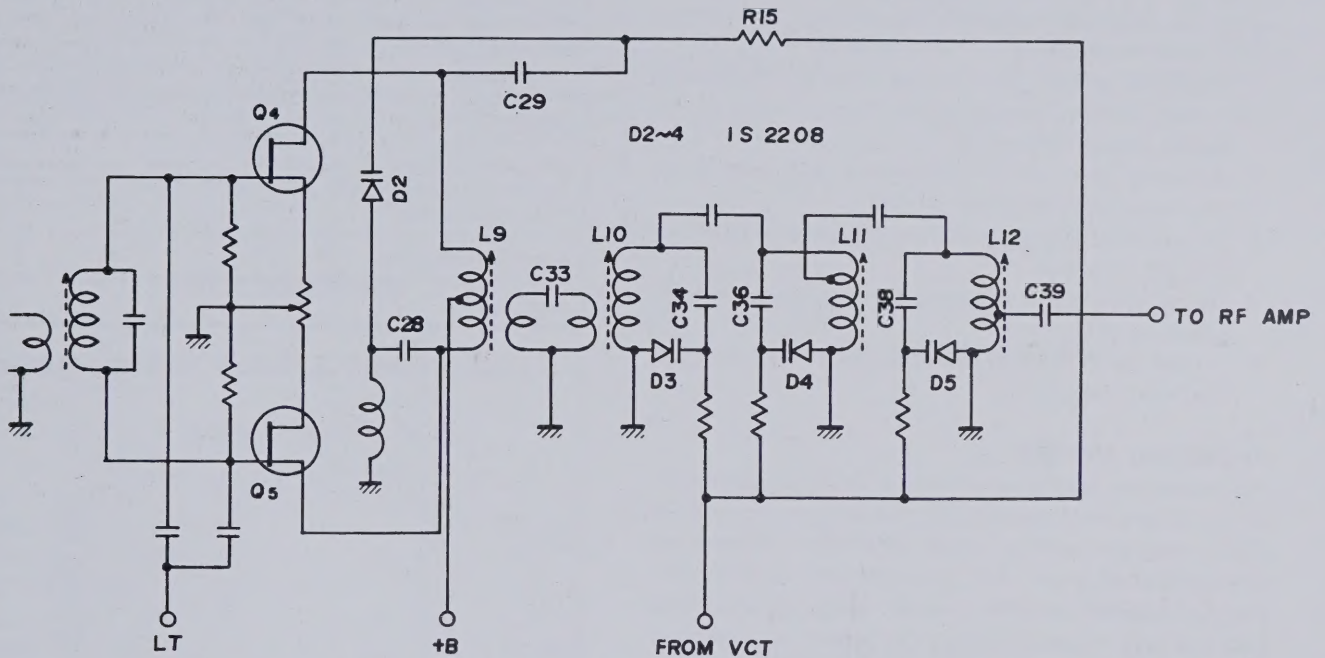 R15
C29
Q4
D2~4 IS 2208
D2
L9
L10
L11
L12
C33
C34
C36
C38
C39
TO RF AMP
C28
D3
D4
D5
Q5
LT
+B
FROM VCT